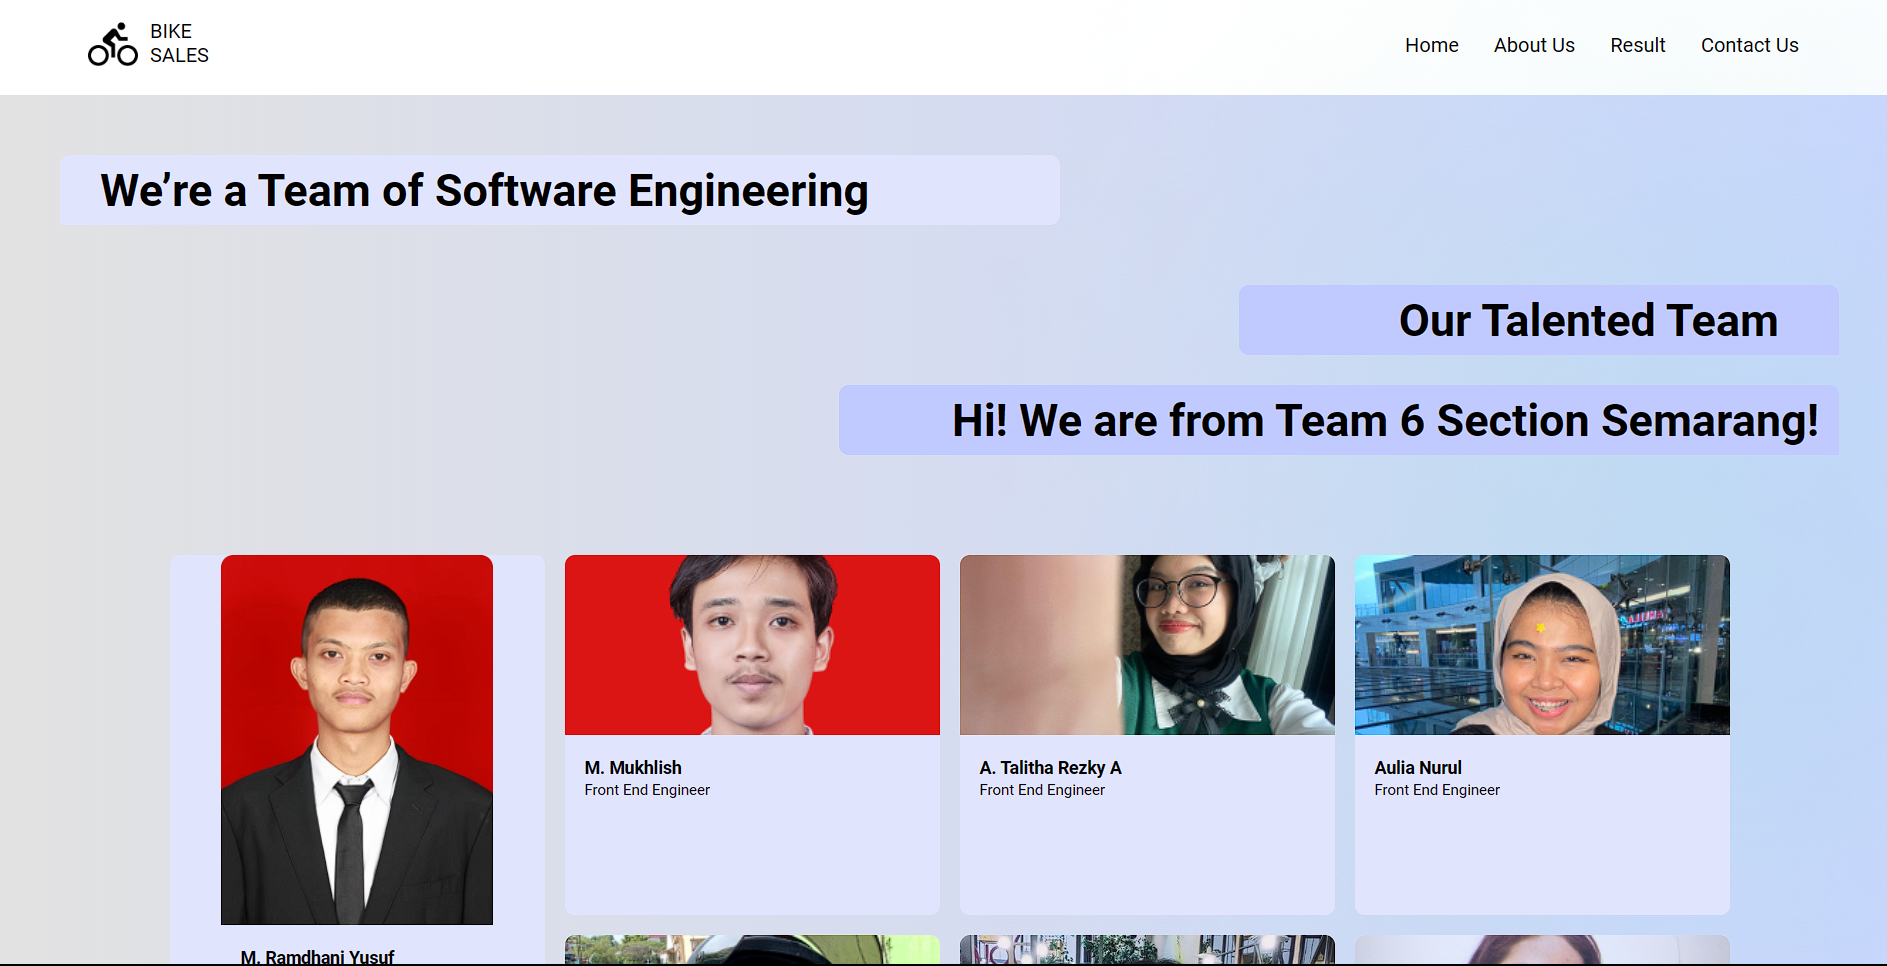 BIKE
SALES
Home
About Us
Result
Contact Us
We’re a Team of Software Engineering
Our Talented Team
Hi! We are from Team 6 Section Semarang!
M. Ramdhani Yusuf
M. Mukhlish
Front End Engineer
A. Talitha Rezky A
Front End Engineer
Aulia Nurul
Front End Engineer